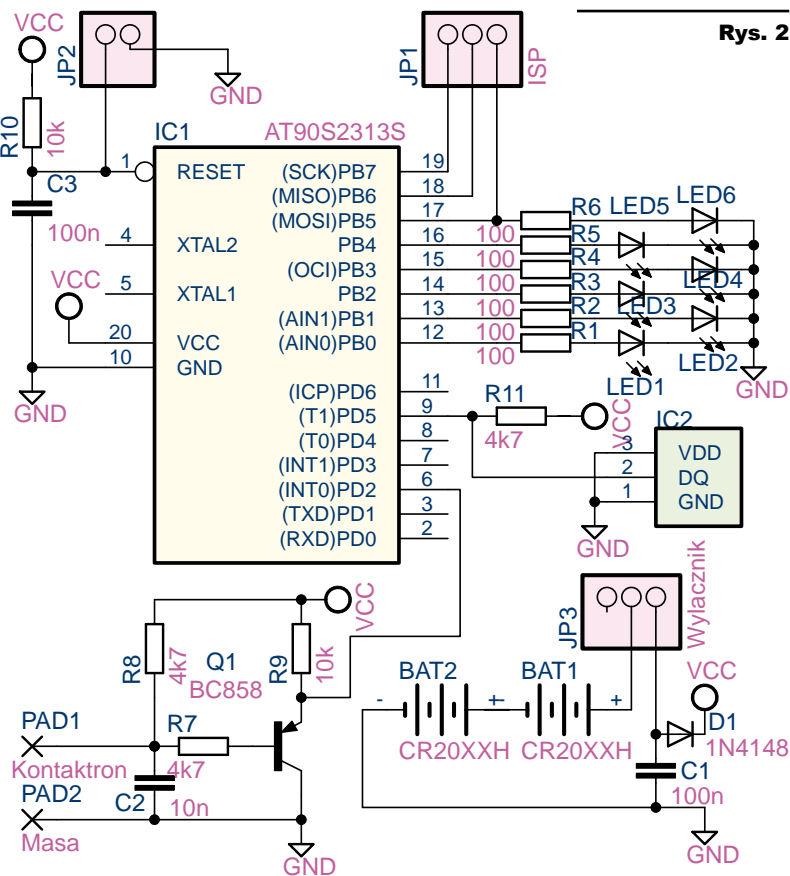 Rys. 2
VCC
JP2
GND
JP1
ISP
R10
10k
C3
100n
VCC
GND
IC1
AT90S2313S
1
RESET
4
XTAL2
5
XTAL1
20
VCC
10
GND
(SCK)PB7
19
(MISO)PB6
18
(MOSI)PB5
17
PB4
16
(OCI)PB3
15
PB2
14
(AIN1)PB1
13
(AIN0)PB0
12
(ICP)PD6
11
(T1)PD5
9
(T0)PD4
8
(INT1)PD3
7
(INT0)PD2
6
(TXD)PD1
3
(RXD)PD0
2
R6
LED5
LED6
100
R5
100
R4
LED4
100
R3
LED3
100
R2
100
R1
LED2
100
LED1
GND
R11
4k7
VCC
IC2
3
VDD
2
DQ
1
GND
GND
JP3
Wylacznik
VCC
R8
4k7
Q1
BC858
R9
10k
PAD1
Kontaktron
R7
4k7
PAD2
Masa
C2
10n
GND
BAT2
BAT1
-
+
-
+
CR20XXH
CR20XXH
VCC
D1
1N4148
C1
100n
GND